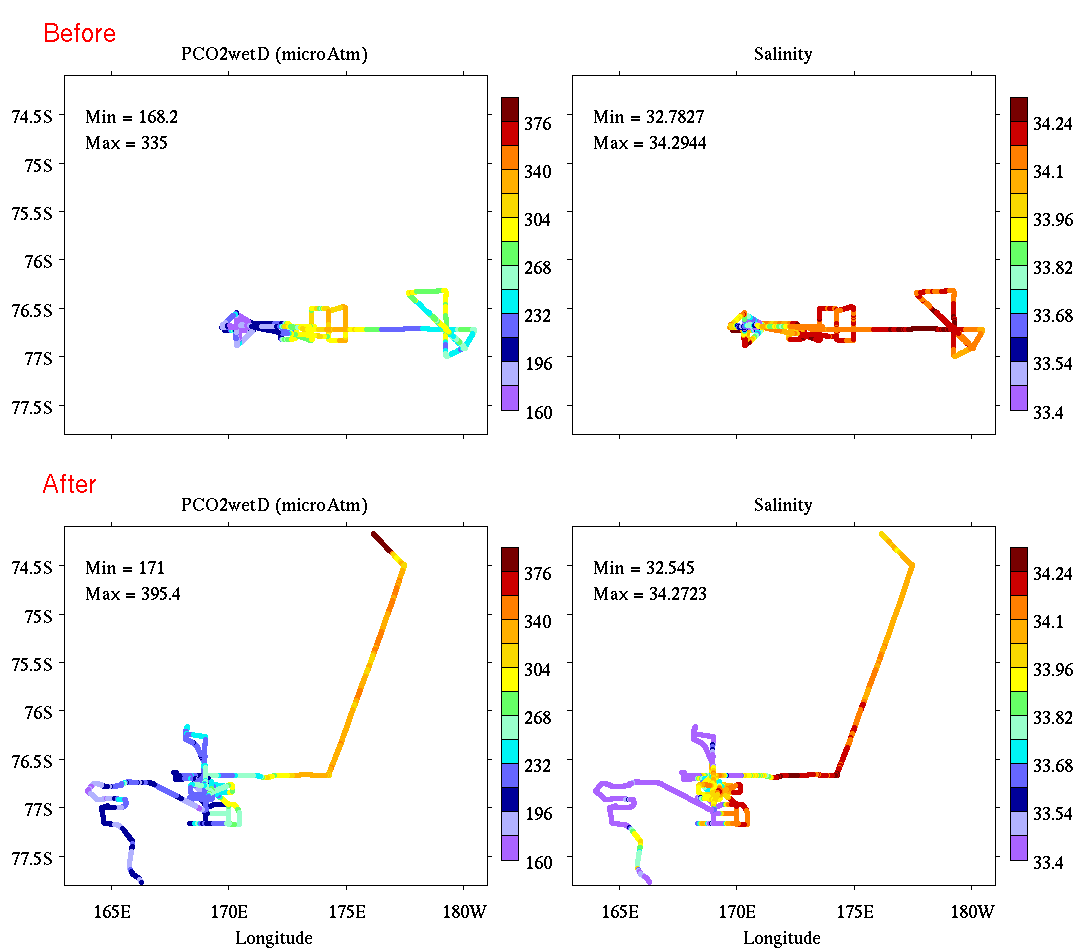 Before
PCO2wetD (microAtm)
Salinity
Min = 168.2
Max = 335
Min = 32.7827
Max = 34.2944
74.5S
75S
75.5S
76S
76.5S
77S
77.5S
376
340
304
268
232
196
160
34.24
34.1
33.96
33.82
33.68
33.54
33.4
After
PCO2wetD (microAtm)
Salinity
Min = 171
Max = 395.4
Min = 32.545
Max = 34.2723
74.5S
75S
75.5S
76S
76.5S
77S
77.5S
376
340
304
268
232
196
160
34.24
34.1
33.96
33.82
33.68
33.54
33.4
165E 170E 175E 180W
165E 170E 175E 180W
Longitude
Longitude